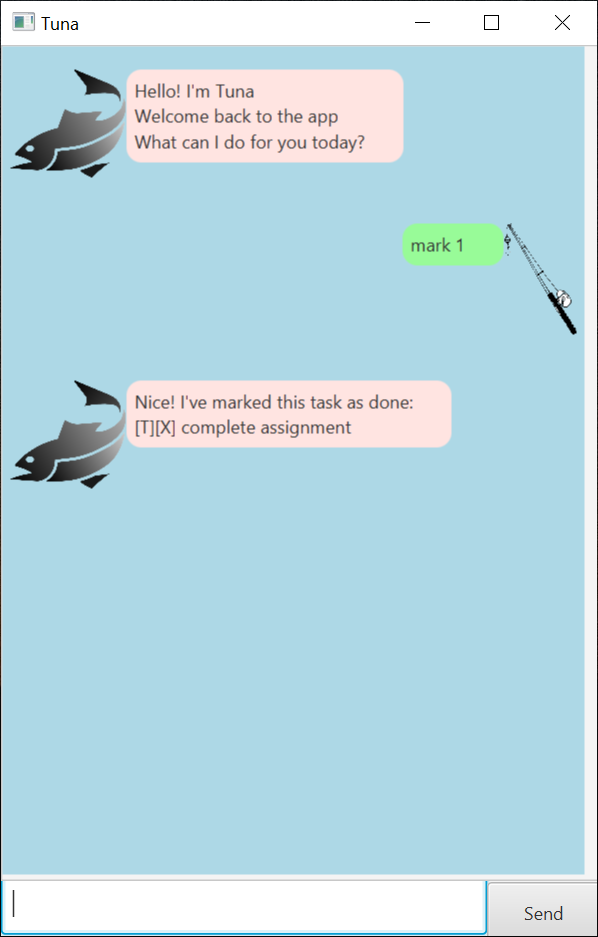 Tuna
Hello! I'm Tuna
Welcome back to the app
What can I do for you today?
mark 1
Nice! I've marked this task as done:
[T][X] complete assignment
Send